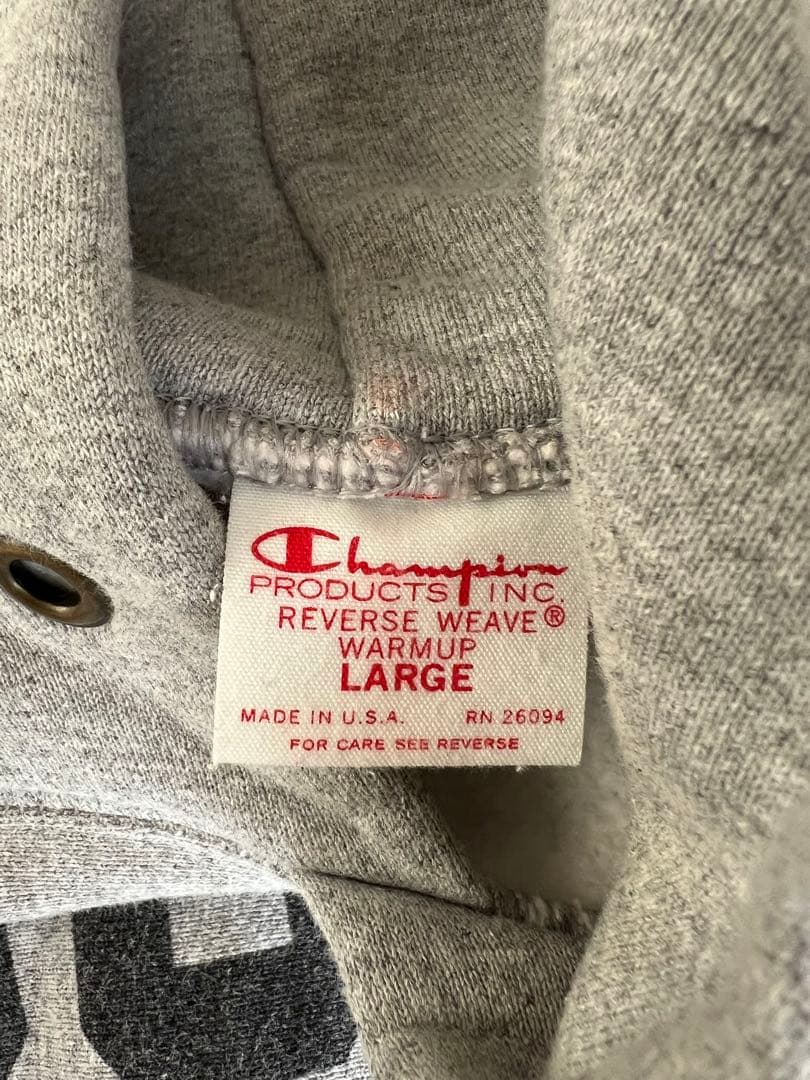 Champion
PRODUCTS INC.
REVERSE WEAVE®
WARMUP
LARGE
MADE IN U.S.A. RN 26094
FOR CARE SEE REVERSE